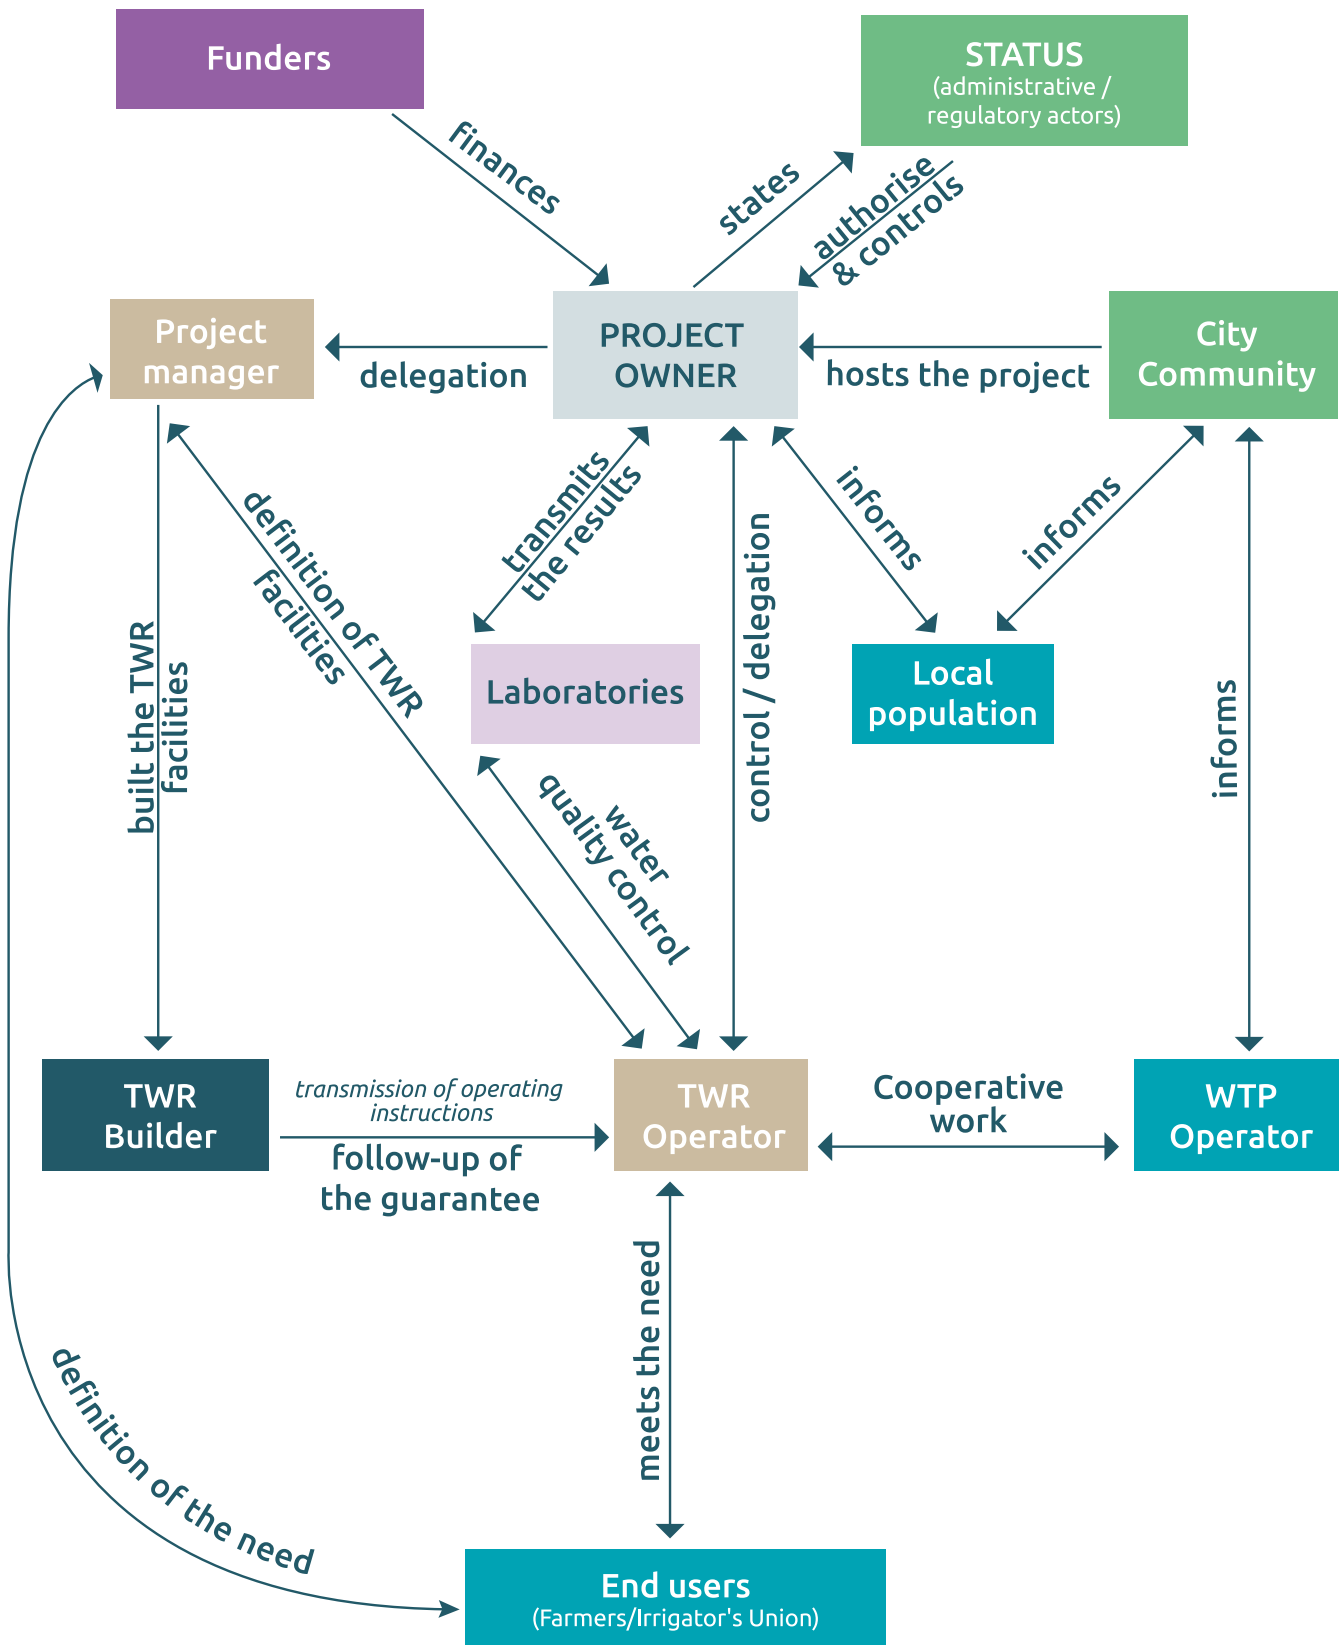 Funders
STATUS
(administrative /
regulatory actors)
finances
states
authorise
& controls
Project
manager
delegation
PROJECT
OWNER
hosts the project
City
Community
transmits
the results
informs
informs
definition of TWR
facilities
control / delegation
built the TWR
facilities
Laboratories
Local
population
informs
water
quality control
TWR
Builder
transmission of operating
instructions
follow-up of
the guarantee
TWR
Operator
Cooperative
work
WTP
Operator
meets the need
definition of the need
End users
(Farmers/Irrigator's Union)